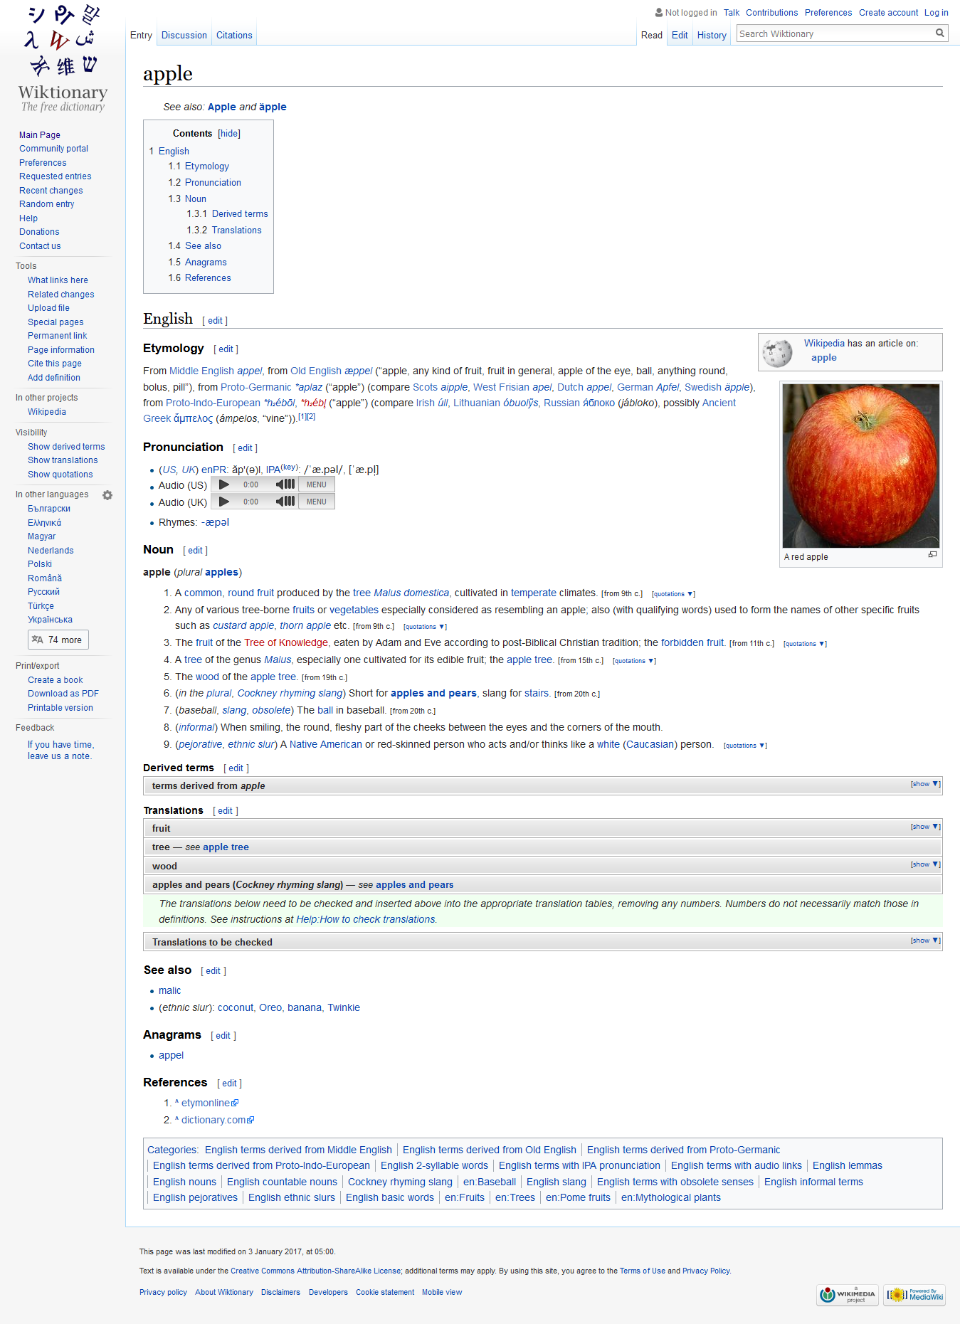 Not logged in Talk Contributions Preferences Create account Log in
Entry Discussion Citations Read Edit History Search Wiktionary
Wiktionary
The free dictionary
Main Page
Community portal
Preferences
Requested entries
Recent changes
Random entry
Help
Donations
Contact us
Tools
What links here
Related changes
Upload file
Special pages
Permanent link
Page information
Cite this page
Add definition
In other projects
Wikipedia
Visibility
Show derived terms
Show translations
Show quotations
In other languages
Български
Ελληνικά
Magyar
Nederlands
Polski
Română
Русский
Türkçe
Українська
74 more
Print/export
Create a book
Download as PDF
Printable version
Feedback
If you have time,
leave us a note.
apple
See also: Apple and äpple
Contents [hide]
1 English
1.1 Etymology
1.2 Pronunciation
1.3 Noun
1.3.1 Derived terms
1.3.2 Translations
1.4 See also
1.5 Anagrams
1.6 References
English [ edit ]
Wikipedia has an article on:
apple
Etymology [ edit ]
From Middle English appel, from Old English æppel (“apple, any kind of fruit, fruit in general, apple of the eye, ball, anything round,
bolus, pill”), from Proto-Germanic *aplaz (“apple”) (compare Scots aipple, West Frisian apel, Dutch appel, German Apfel, Swedish äpple),
from Proto-Indo-European (“apple”) (compare Irish úll, Lithuanian óbuolỹs, Russian я́блоко (jábloko), possibly Ancient
Greek ἄμπελος (ámpelos, “vine”)).[1][2]
A red apple
Pronunciation [ edit ]
(US, UK) enPR: ăp'(ə)l, IPA(key): /ˈæ.pəl/, [ˈæ.pl̩]
Audio (US) 0:00 MENU
Audio (UK) 0:00 MENU
Rhymes: -æpəl
Noun [ edit ]
apple (plural apples)
1. A common, round fruit produced by the tree Malus domestica, cultivated in temperate climates. [from 9th c.] [quotations ▼]
2. Any of various tree-borne fruits or vegetables especially considered as resembling an apple; also (with qualifying words) used to form the names of other specific fruits
such as custard apple, thorn apple etc. [from 9th c.] [quotations ▼]
3. The fruit of the Tree of Knowledge, eaten by Adam and Eve according to post-Biblical Christian tradition; the forbidden fruit. [from 11th c.] [quotations ▼]
4. A tree of the genus Malus, especially one cultivated for its edible fruit; the apple tree. [from 15th c.] [quotations ▼]
5. The wood of the apple tree. [from 19th c.]
6. (in the plural, Cockney rhyming slang) Short for apples and pears, slang for stairs. [from 20th c.]
7. (baseball, slang, obsolete) The ball in baseball. [from 20th c.]
8. (informal) When smiling, the round, fleshy part of the cheeks between the eyes and the corners of the mouth.
9. (pejorative, ethnic slur) A Native American or red-skinned person who acts and/or thinks like a white (Caucasian) person. [quotations ▼]
Derived terms [ edit ]
terms derived from apple [show ▼]
Translations [ edit ]
fruit [show ▼]
tree — see apple tree
wood [show ▼]
apples and pears (Cockney rhyming slang) — see apples and pears
The translations below need to be checked and inserted above into the appropriate translation tables, removing any numbers. Numbers do not necessarily match those in
definitions. See instructions at Help:How to check translations.
Translations to be checked [show ▼]
See also [ edit ]
malic
(ethnic slur): coconut, Oreo, banana, Twinkie
Anagrams [ edit ]
appel
References [ edit ]
1. ^ etymonline
2. ^ dictionary.com
Categories: English terms derived from Middle English | English terms derived from Old English | English terms derived from Proto-Germanic
| English terms derived from Proto-Indo-European | English 2-syllable words | English terms with IPA pronunciation | English terms with audio links | English lemmas
| English nouns | English countable nouns | Cockney rhyming slang | en:Baseball | English slang | English terms with obsolete senses | English informal terms
| English pejoratives | English ethnic slurs | English basic words | en:Fruits | en:Trees | en:Pome fruits | en:Mythological plants
This page was last modified on 3 January 2017, at 05:00.
Text is available under the Creative Commons Attribution-ShareAlike License; additional terms may apply. By using this site, you agree to the Terms of Use and Privacy Policy.
Privacy policy About Wiktionary Disclaimers Developers Cookie statement Mobile view
A WIKIMEDIA project
Powered By MediaWiki